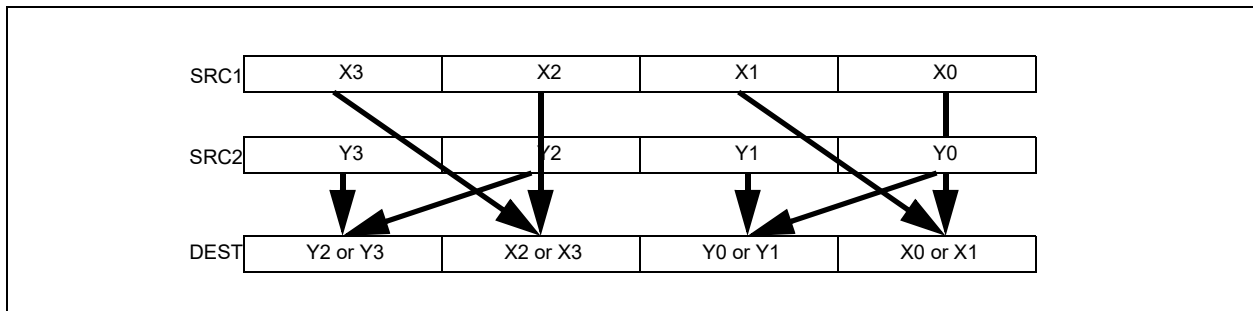 SRC1 X3 X2 X1 X0
SRC2 Y3 Y2 Y1 Y0
DEST Y2 or Y3 X2 or X3 Y0 or Y1 X0 or X1